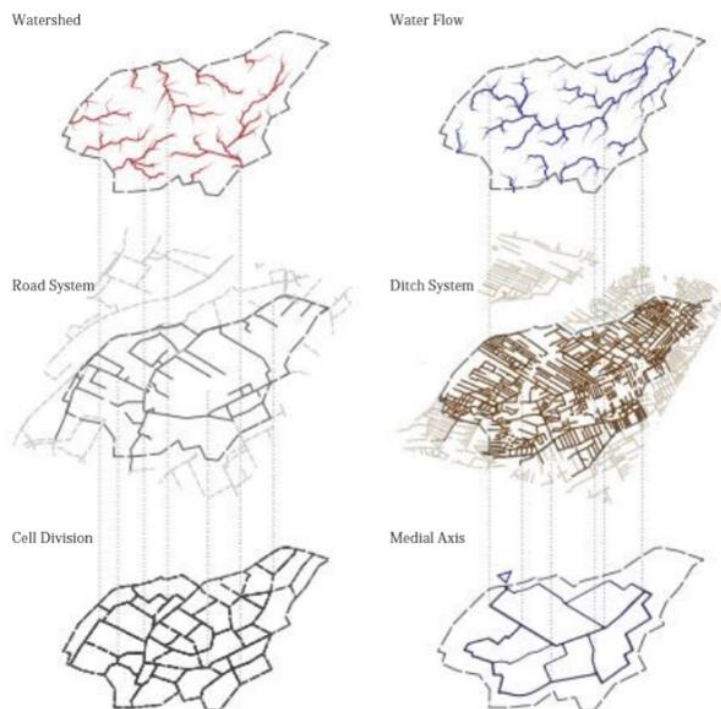 Watershed
Water Flow
Road System
Ditch System
Cell Division
Medial Axis